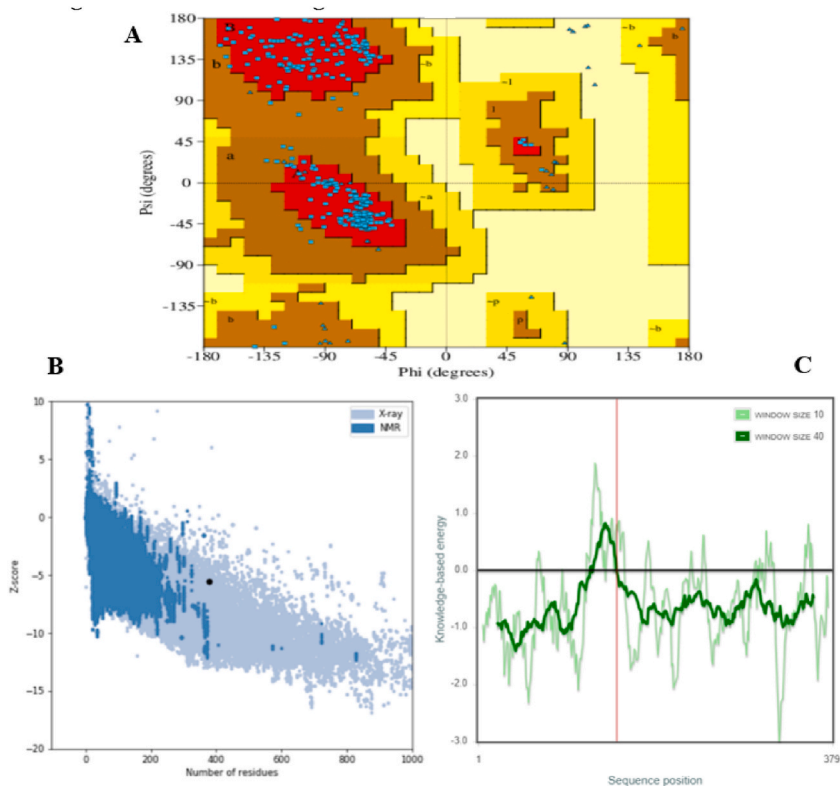 A
180
135
90
45
0
-45
-90
-135
-180
Psi (degrees)
b
a
~b
~a
l
~l
~b
b
~b
b
~p
p
~b
-180 -135 -90 -45 0 45 90 135 180
Phi (degrees)
B
10
5
0
-5
-10
-15
-20
Z-score
X-ray
NMR
0 200 400 600 800 1000
Number of residues
C
3.0
2.0
1.0
0.0
-1.0
-2.0
-3.0
Knowledge-based energy
WINDOW SIZE 10
WINDOW SIZE 40
1 379
Sequence position